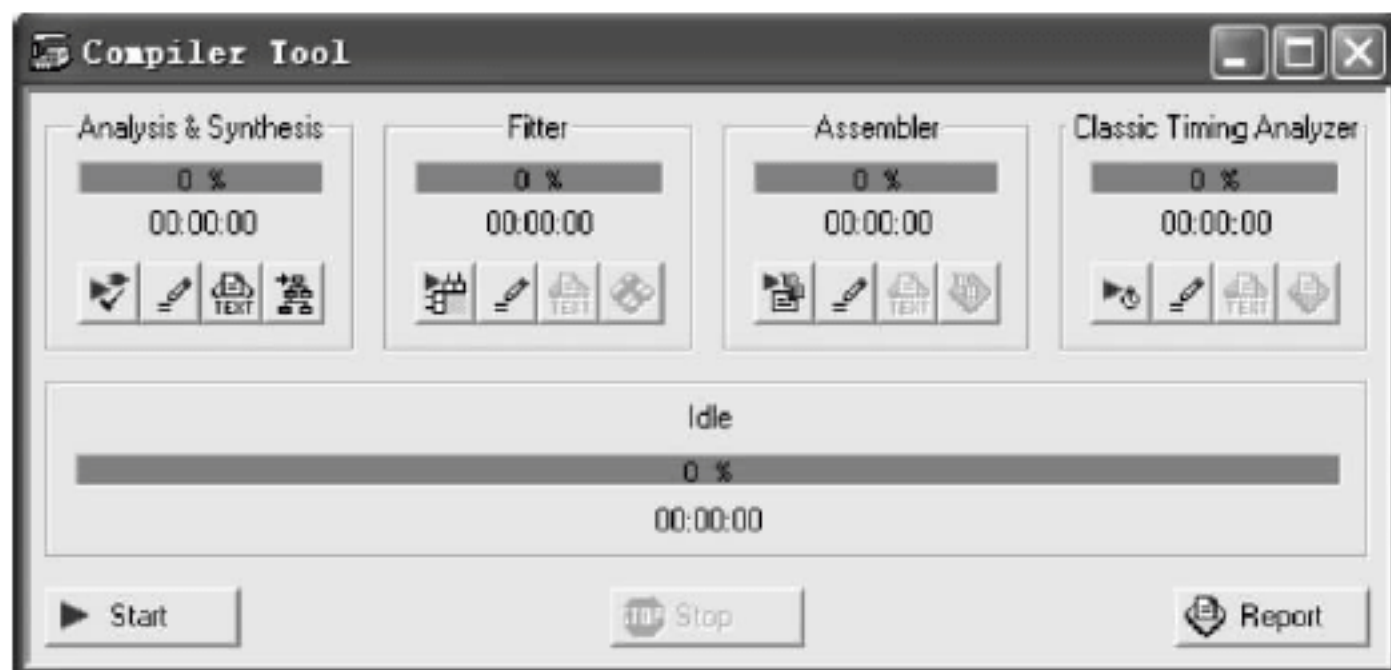 Compiler Tool
Analysis & Synthesis
Fitter
Assembler
Classic Timing Analyzer
0 %
0 %
0 %
0 %
00:00:00
00:00:00
00:00:00
00:00:00
TEXT
TEXT
TEXT
TEXT
Idle
0 %
00:00:00
Start
STOP
Stop
Report